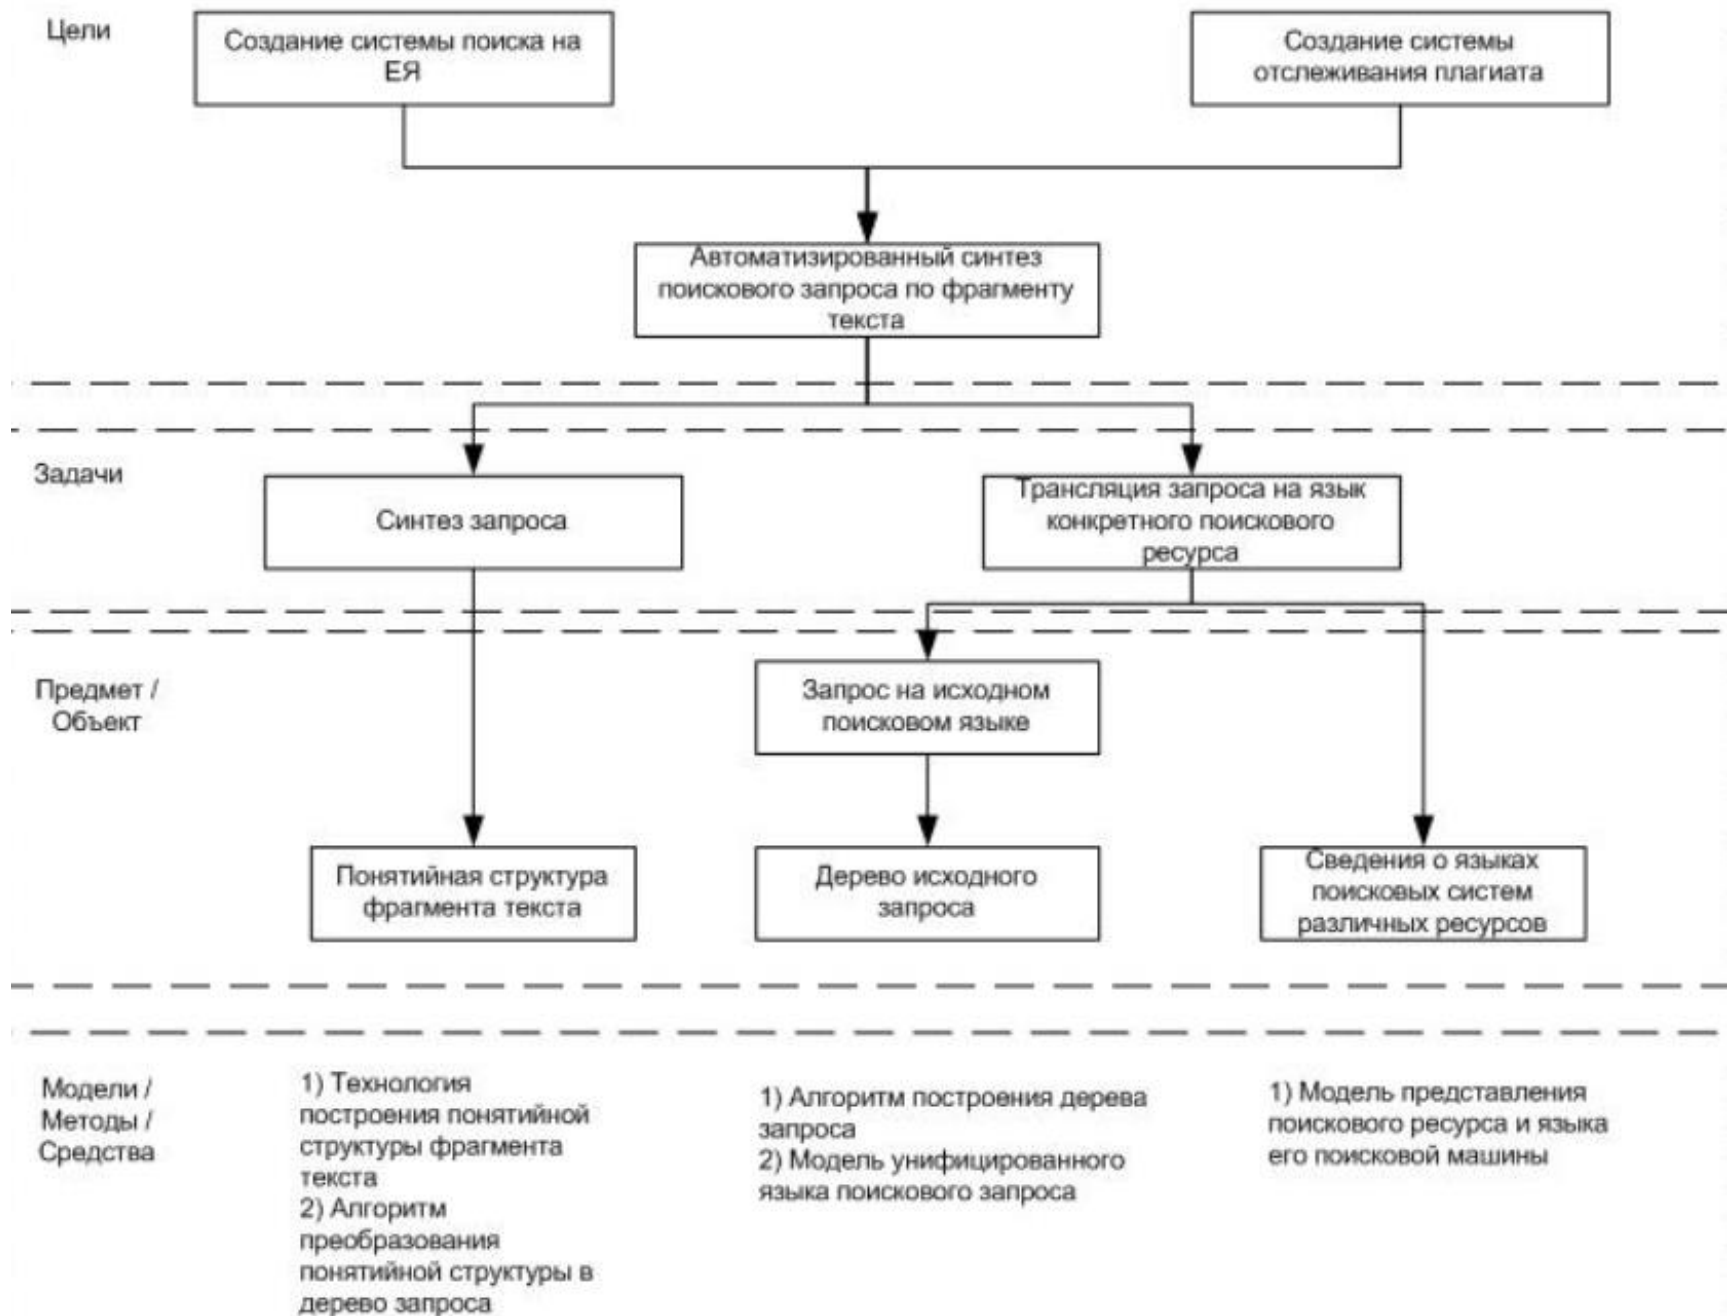 Цели
Создание системы поиска на
ЕЯ
Создание системы
отслеживания плагиата
Автоматизированный синтез
поискового запроса по фрагменту
текста
Задачи
Синтез запроса
Трансляция запроса на язык
конкретного поискового
ресурса
Предмет /
Объект
Запрос на исходном
поисковом языке
Понятийная структура
фрагмента текста
Дерево исходного
запроса
Сведения о языках
поисковых систем
различных ресурсов
Модели /
Методы /
Средства
1) Технология
построения понятийной
структуры фрагмента
текста
2) Алгоритм
преобразования
понятийной структуры в
дерево запроса
1) Алгоритм построения дерева
запроса
2) Модель унифицированного
языка поискового запроса
1) Модель представления
поискового ресурса и языка
его поисковой машины